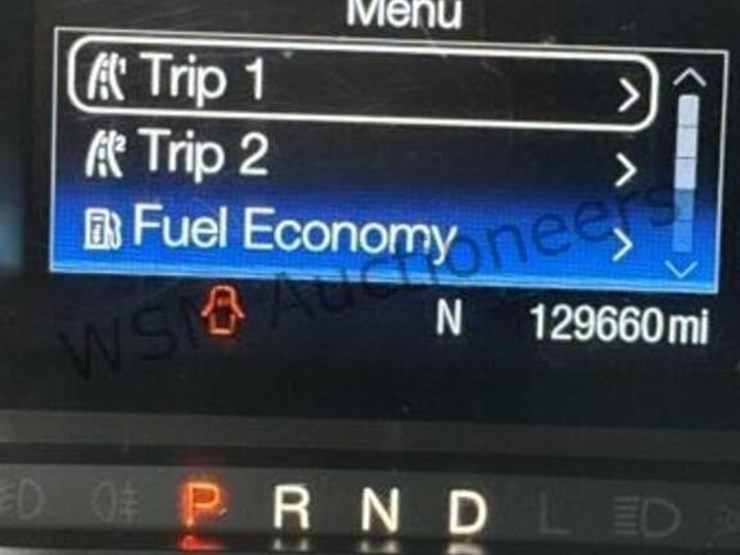 Menu
Trip 1
Trip 2
Fuel Economy
N 129660 mi
WSM Auctioneers
P R N D L